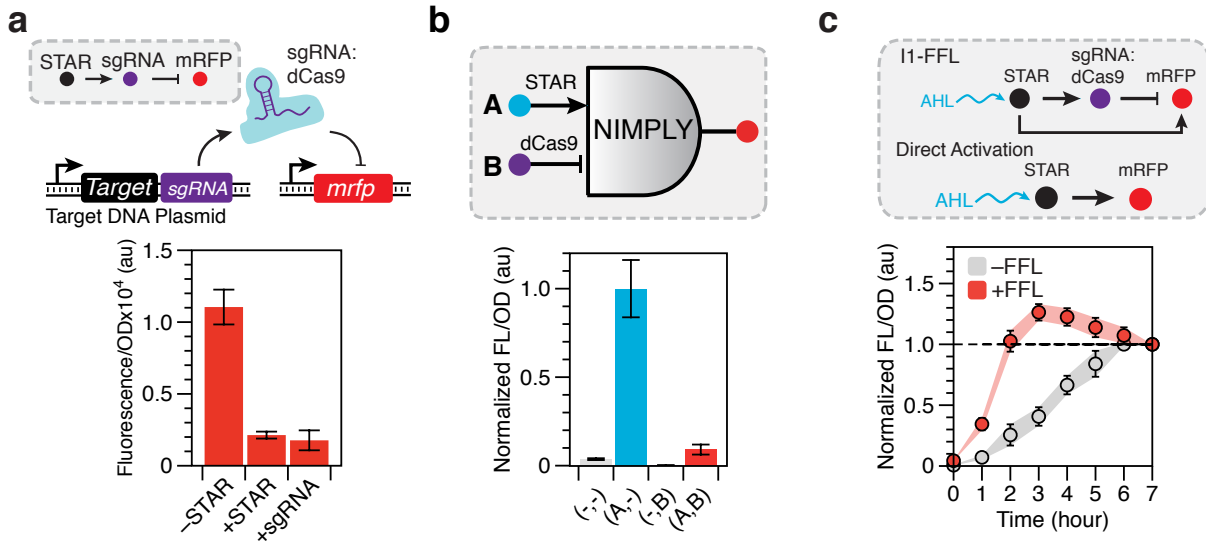 a
STAR sgRNA mRFP
sgRNA:
dCas9
Target sgRNA mrfp
Target DNA Plasmid
Fluorescence/ODx10⁴ (au)
1.5
1.0
0.5
0
–STAR
+STAR
+sgRNA
b
A STAR
B dCas9
NIMPLY
Normalized FL/OD (au)
1.0
0.5
0
(-,-)
(A,-)
(-,B)
(A,B)
c
I1-FFL
STAR sgRNA:
dCas9 mRFP
AHL
Direct Activation
STAR mRFP
AHL
Normalized FL/OD (au)
1.5
1.0
0.5
0
–FFL
+FFL
0 1 2 3 4 5 6 7
Time (hour)